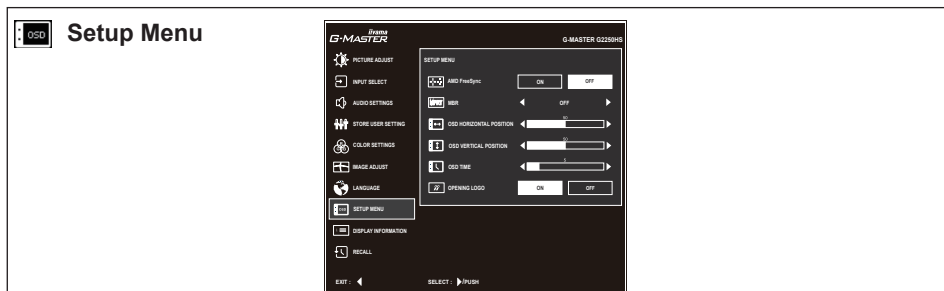 OSD Setup Menu
iiyama
G-MASTER
G-MASTER G2250HS
PICTURE ADJUST
INPUT SELECT
AUDIO SETTINGS
STORE USER SETTING
COLOR SETTINGS
IMAGE ADJUST
LANGUAGE
OSD SETUP MENU
DISPLAY INFORMATION
RECALL
SETUP MENU
AMD FreeSync ON OFF
MBR OFF
OSD HORIZONTAL POSITION
50
OSD VERTICAL POSITION
50
OSD TIME
5
OPENING LOGO ON OFF
EXIT : SELECT : /PUSH